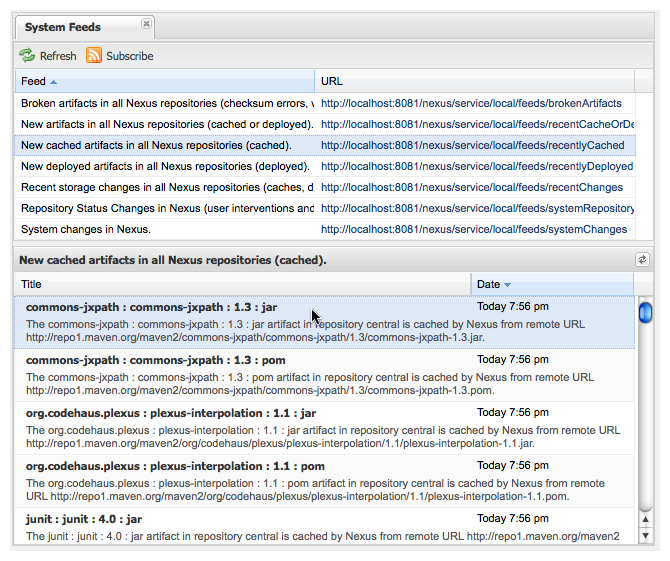 System Feeds
Refresh Subscribe
Feed URL
Broken artifacts in all Nexus repositories (checksum errors, http://localhost:8081/nexus/service/local/feeds/brokenArtifacts
New artifacts in all Nexus repositories (cached or deployed). http://localhost:8081/nexus/service/local/feeds/recentCacheOrDe
New cached artifacts in all Nexus repositories (cached). http://localhost:8081/nexus/service/local/feeds/recentlyCached
New deployed artifacts in all Nexus repositories (deployed). http://localhost:8081/nexus/service/local/feeds/recentlyDeployed
Recent storage changes in all Nexus repositories (caches, d http://localhost:8081/nexus/service/local/feeds/recentChanges
Repository Status Changes in Nexus (user interventions and http://localhost:8081/nexus/service/local/feeds/systemRepository
System changes in Nexus. http://localhost:8081/nexus/service/local/feeds/systemChanges
New cached artifacts in all Nexus repositories (cached).
Title Date
commons-jxpath : commons-jxpath : 1.3 : jar Today 7:56 pm
The commons-jxpath : commons-jxpath : 1.3 : jar artifact in repository central is cached by Nexus from remote URL
http://repo1.maven.org/maven2/commons-jxpath/commons-jxpath/1.3/commons-jxpath-1.3.jar.
commons-jxpath : commons-jxpath : 1.3 : pom Today 7:56 pm
The commons-jxpath : commons-jxpath : 1.3 : pom artifact in repository central is cached by Nexus from remote URL
http://repo1.maven.org/maven2/commons-jxpath/commons-jxpath/1.3/commons-jxpath-1.3.pom.
org.codehaus.plexus : plexus-interpolation : 1.1 : jar Today 7:56 pm
The org.codehaus.plexus : plexus-interpolation : 1.1 : jar artifact in repository central is cached by Nexus from remote URL
http://repo1.maven.org/maven2/org/codehaus/plexus/plexus-interpolation/1.1/plexus-interpolation-1.1.jar.
org.codehaus.plexus : plexus-interpolation : 1.1 : pom Today 7:56 pm
The org.codehaus.plexus : plexus-interpolation : 1.1 : pom artifact in repository central is cached by Nexus from remote
URL http://repo1.maven.org/maven2/org/codehaus/plexus/plexus-interpolation/1.1/plexus-interpolation-1.1.pom.
junit : junit : 4.0 : jar Today 7:56 pm
The junit : junit : 4.0 : jar artifact in repository central is cached by Nexus from remote URL http://repo1.maven.org/maven2